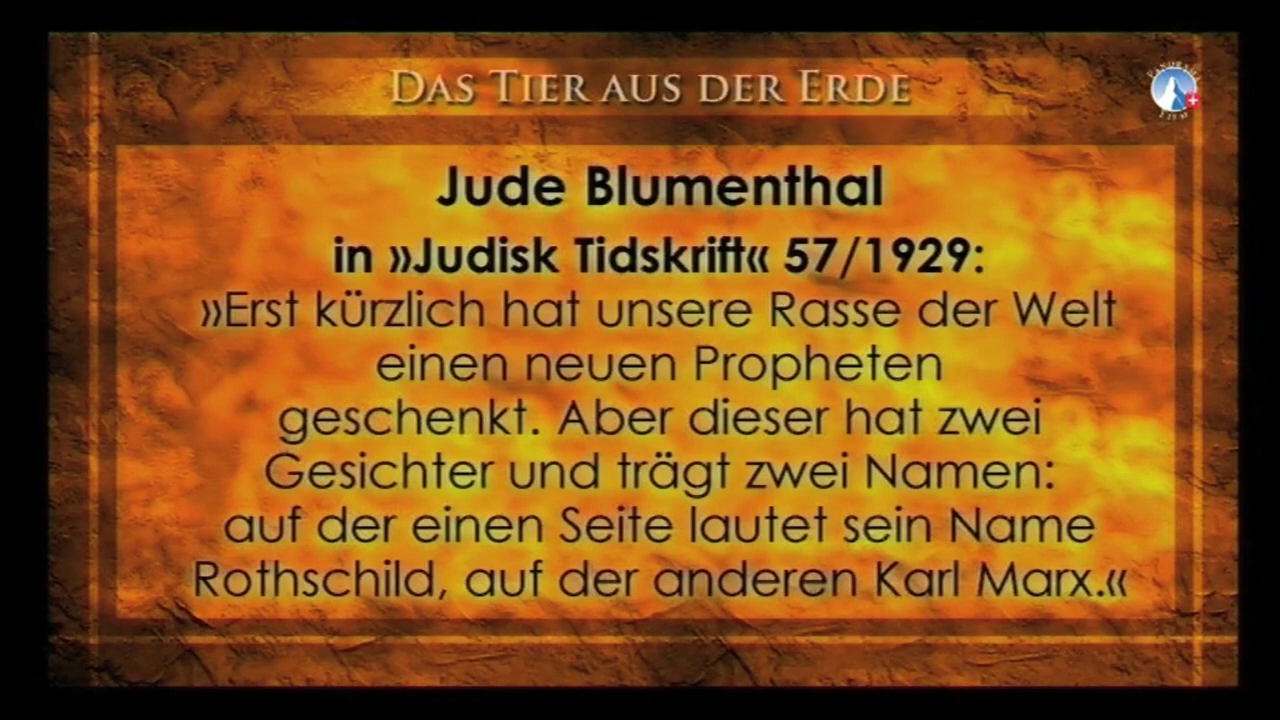 DAS TIER AUS DER ERDE
Jude Blumenthal
in »Judisk Tidskrift« 57/1929:
»Erst kürzlich hat unsere Rasse der Welt
einen neuen Propheten
geschenkt. Aber dieser hat zwei
Gesichter und trägt zwei Namen:
auf der einen Seite lautet sein Name
Rothschild, auf der anderen Karl Marx.«